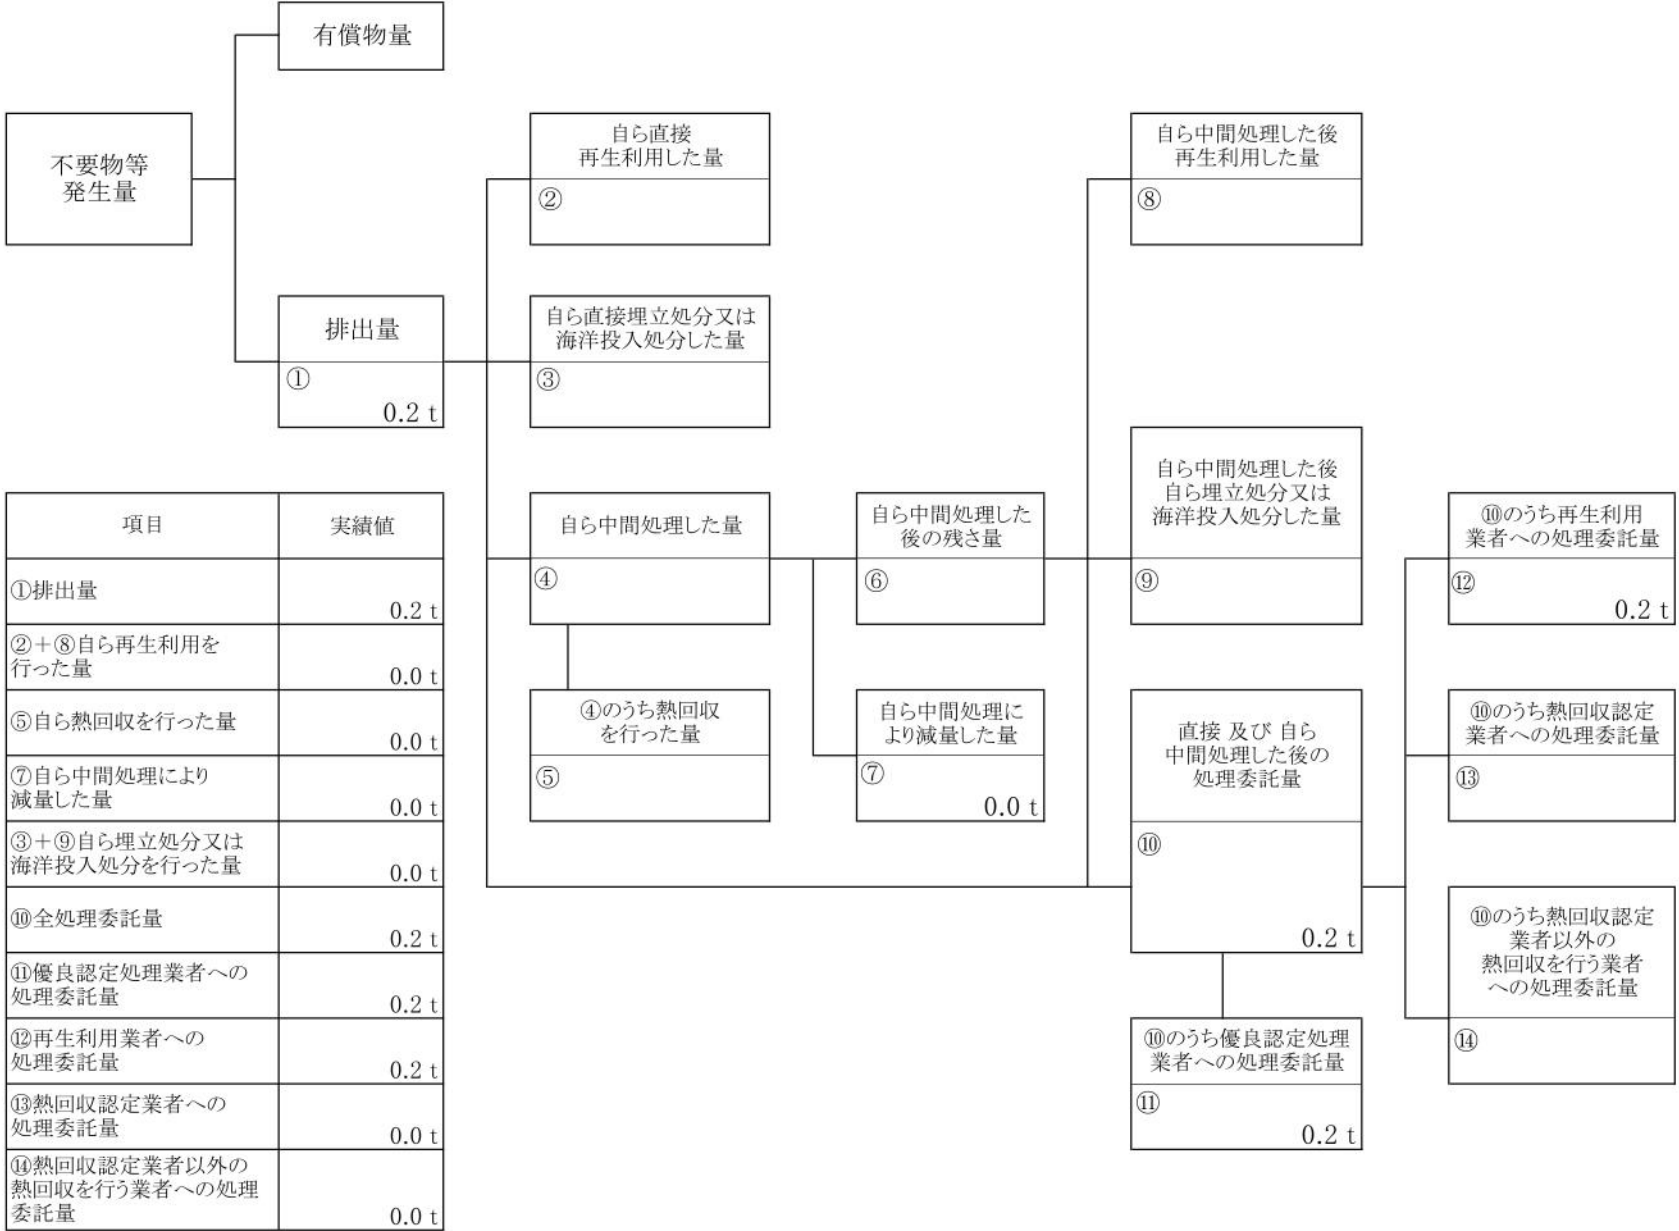 有償物量
不要物等
発生量
排出量
①
0.2 t
自ら直接
再生利用した量
②
自ら直接埋立処分又は
海洋投入処分した量
③
自ら中間処理した量
④
④のうち熱回収
を行った量
⑤
自ら中間処理した
後の残さ量
⑥
自ら中間処理に
より減量した量
⑦
0.0 t
自ら中間処理した後
再生利用した量
⑧
自ら中間処理した後
自ら埋立処分又は
海洋投入処分した量
⑨
直接 及び 自ら
中間処理した後の
処理委託量
⑩
0.2 t
⑩のうち優良認定処理
業者への処理委託量
⑪
0.2 t
⑩のうち再生利用
業者への処理委託量
⑫
0.2 t
⑩のうち熱回収認定
業者への処理委託量
⑬
⑩のうち熱回収認定
業者以外の
熱回収を行う業者
への処理委託量
⑭
項目 実績値
①排出量
0.2 t
②＋⑧自ら再生利用を
行った量
0.0 t
⑤自ら熱回収を行った量
0.0 t
⑦自ら中間処理により
減量した量
0.0 t
③＋⑨自ら埋立処分又は
海洋投入処分を行った量
0.0 t
⑩全処理委託量
0.2 t
⑪優良認定処理業者への
処理委託量
0.2 t
⑫再生利用業者への
処理委託量
0.2 t
⑬熱回収認定業者への
処理委託量
0.0 t
⑭熱回収認定業者以外の
熱回収を行う業者への処理
委託量
0.0 t